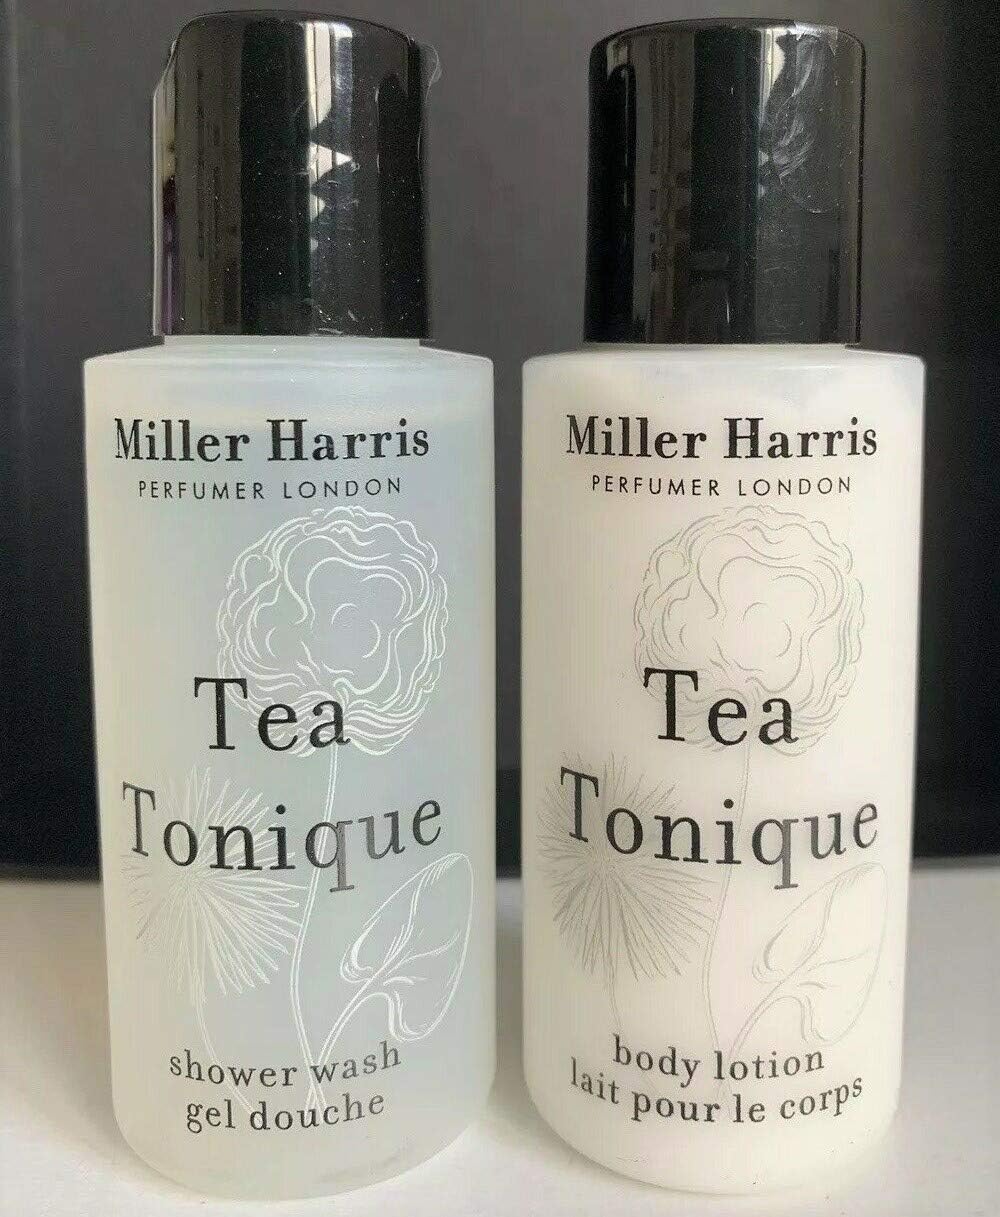 Miller Harris
PERFUMER LONDON
Tea
Tonique
shower wash
gel douche
Miller Harris
PERFUMER LONDON
Tea
Tonique
body lotion
lait pour le corps